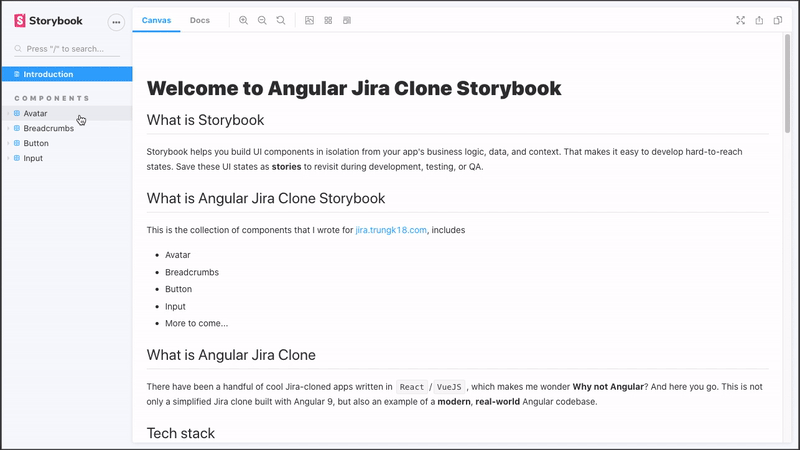 Storybook
Press "/" to search...
Introduction
COMPONENTS
Avatar
Breadcrumbs
Button
Input
Canvas
Docs
Welcome to Angular Jira Clone Storybook
What is Storybook
Storybook helps you build UI components in isolation from your app's business logic, data, and context. That makes it easy to develop hard-to-reach
states. Save these UI states as stories to revisit during development, testing, or QA.
What is Angular Jira Clone Storybook
This is the collection of components that I wrote for jira.trungk18.com, includes
• Avatar
• Breadcrumbs
• Button
• Input
• More to come...
What is Angular Jira Clone
There have been a handful of cool Jira-cloned apps written in React / VueJS , which makes me wonder Why not Angular? And here you go. This is not
only a simplified Jira clone built with Angular 9, but also an example of a modern, real-world Angular codebase.
Tech stack